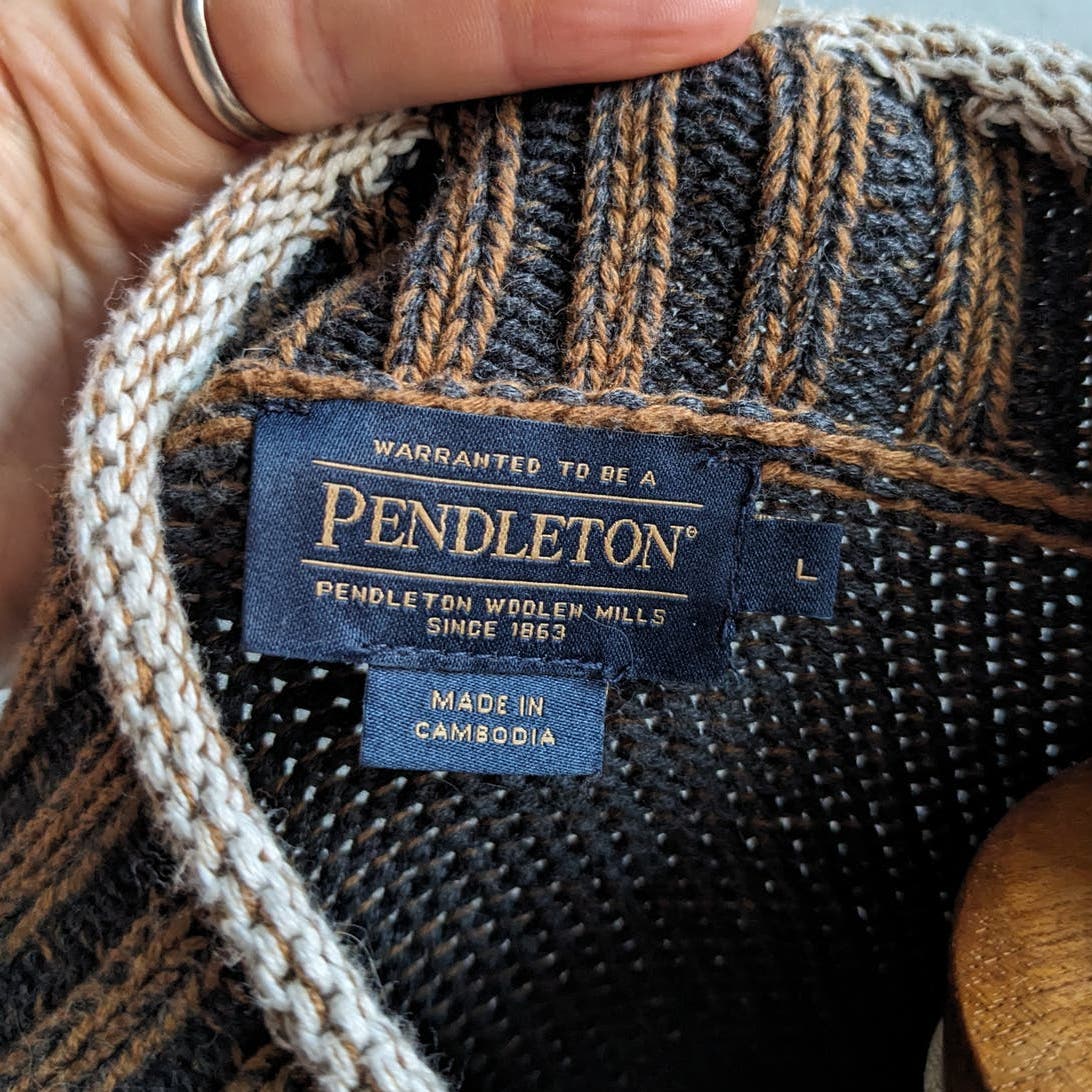 WARRANTED TO BE A
PENDLETON®
PENDLETON WOOLEN MILLS
SINCE 1863
L
MADE IN
CAMBODIA